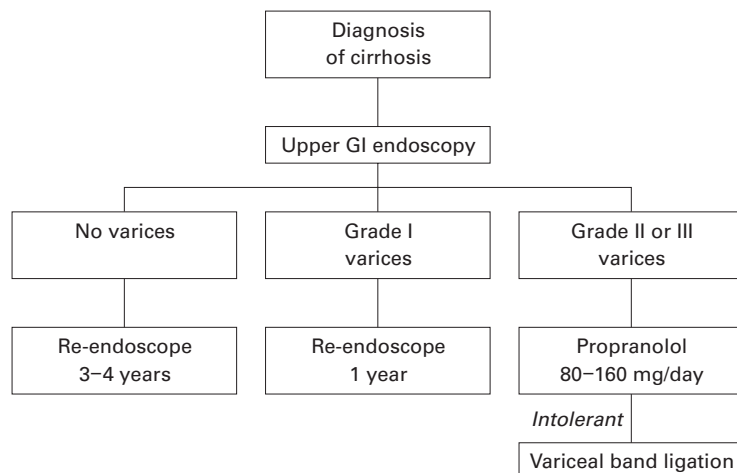 Diagnosis
of cirrhosis
Upper GI endoscopy
No varices
Grade I
varices
Grade II or III
varices
Re-endoscope
3–4 years
Re-endoscope
1 year
Propranolol
80–160 mg/day
Intolerant
Variceal band ligation